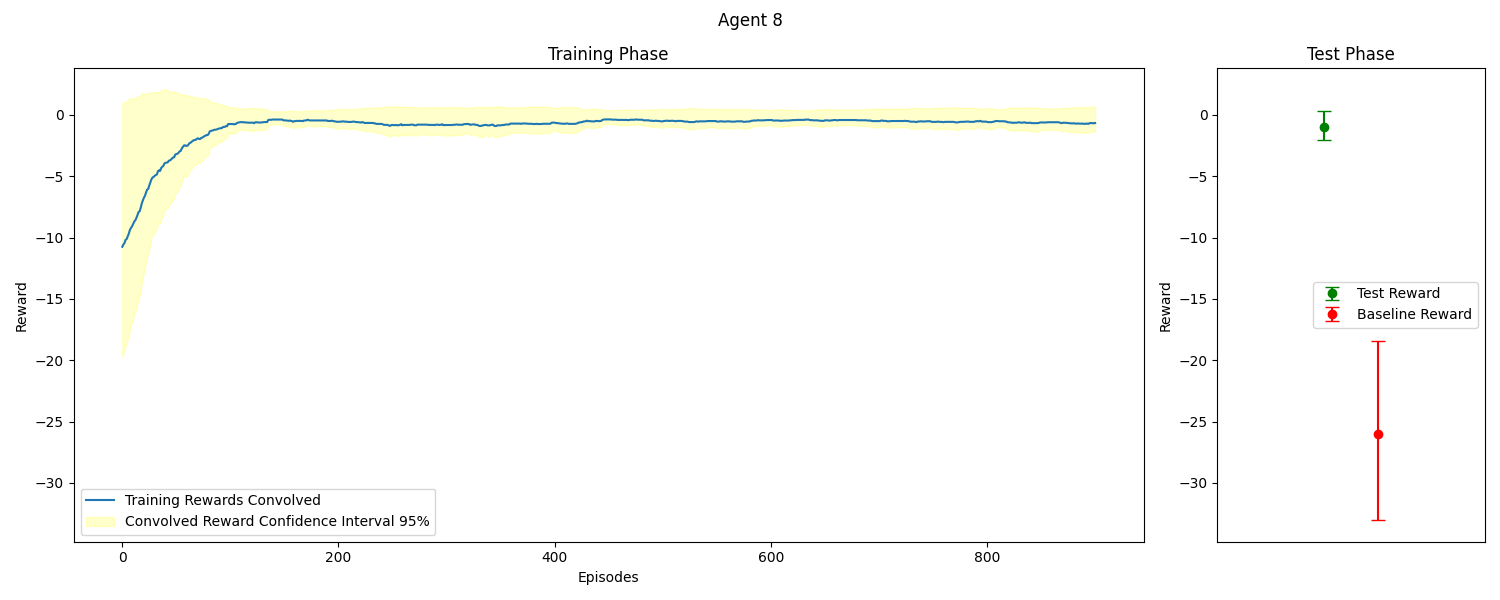 Agent 8
Training Phase
0
−5
−10
−15
−20
−25
−30
Reward
Training Rewards Convolved
Convolved Reward Confidence Interval 95%
0 200 400 600 800
Episodes
Test Phase
0
−5
−10
−15
−20
−25
−30
Reward
Test Reward
Baseline Reward